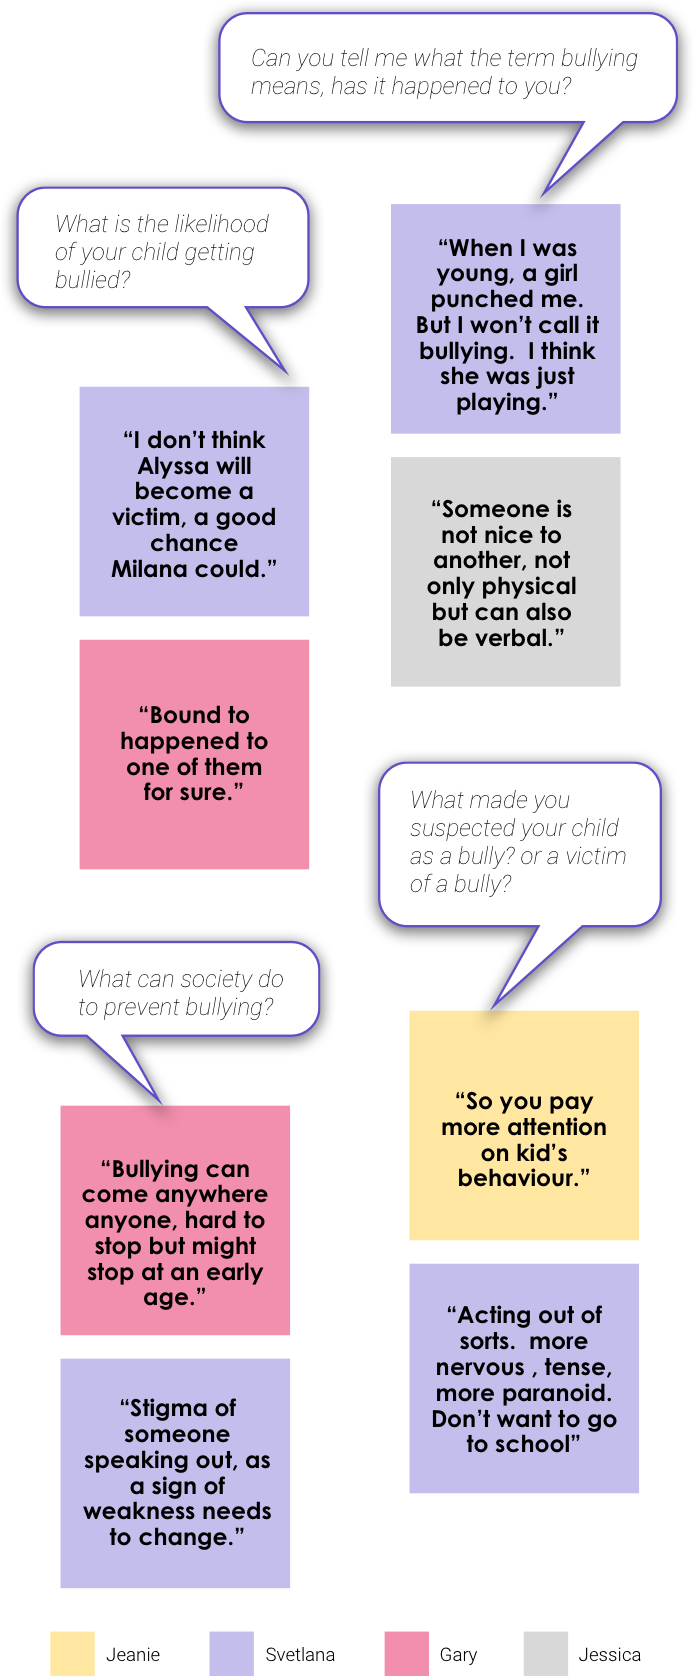 Can you tell me what the term bullying
means, has it happened to you?
“When I was
young, a girl
punched me.
But I won’t call it
bullying.  I think
she was just
playing.”
“Someone is
not nice to
another, not
only physical
but can also
be verbal.”
What is the likelihood
of your child getting
bullied?
“I don’t think
Alyssa will
become a
victim, a good
chance
Milana could.”
“Bound to
happened to
one of them
for sure.”
What made you
suspected your child
as a bully? or a victim
of a bully?
“So you pay
more attention
on kid’s
behaviour.”
“Acting out of
sorts.  more
nervous , tense,
more paranoid.
Don’t want to go
to school”
What can society do
to prevent bullying?
“Bullying can
come anywhere
anyone, hard to
stop but might
stop at an early
age.”
“Stigma of
someone
speaking out, as
a sign of
weakness needs
to change.”
Jeanie
Svetlana
Gary
Jessica